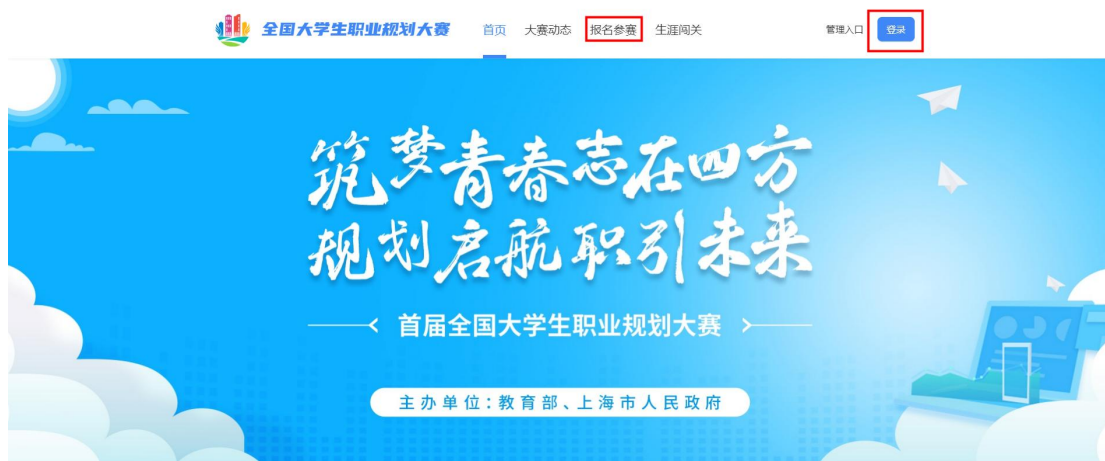 全国大学生职业规划大赛 首页 大赛动态 报名参赛 生涯闯关 管理入口 登录
筑梦青春志在四方
规划启航职引未来
首届全国大学生职业规划大赛
主办单位:教育部、上海市人民政府